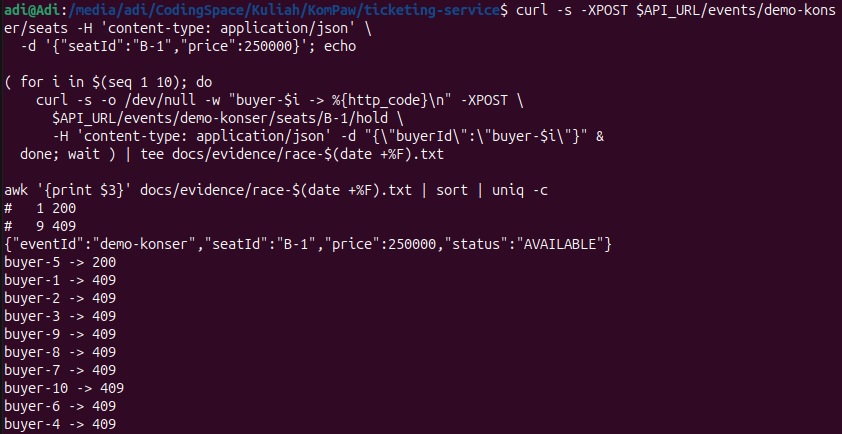 adi@Adi:/media/adi/CodingSpace/Kuliah/KomPaw/ticketing-service$ curl -s -XPOST $API_URL/events/demo-kons
er/seats -H 'content-type: application/json' \
  -d '{"seatId":"B-1","price":250000}'; echo

( for i in $(seq 1 10); do
    curl -s -o /dev/null -w "buyer-$i -> %{http_code}\n" -XPOST \
      $API_URL/events/demo-konser/seats/B-1/hold \
      -H 'content-type: application/json' -d "{\"buyerId\":\"buyer-$i\"}" &
  done; wait ) | tee docs/evidence/race-$(date +%F).txt

awk '{print $3}' docs/evidence/race-$(date +%F).txt | sort | uniq -c
#   1 200
#   9 409
{"eventId":"demo-konser","seatId":"B-1","price":250000,"status":"AVAILABLE"}
buyer-5 -> 200
buyer-1 -> 409
buyer-2 -> 409
buyer-3 -> 409
buyer-9 -> 409
buyer-8 -> 409
buyer-7 -> 409
buyer-10 -> 409
buyer-6 -> 409
buyer-4 -> 409